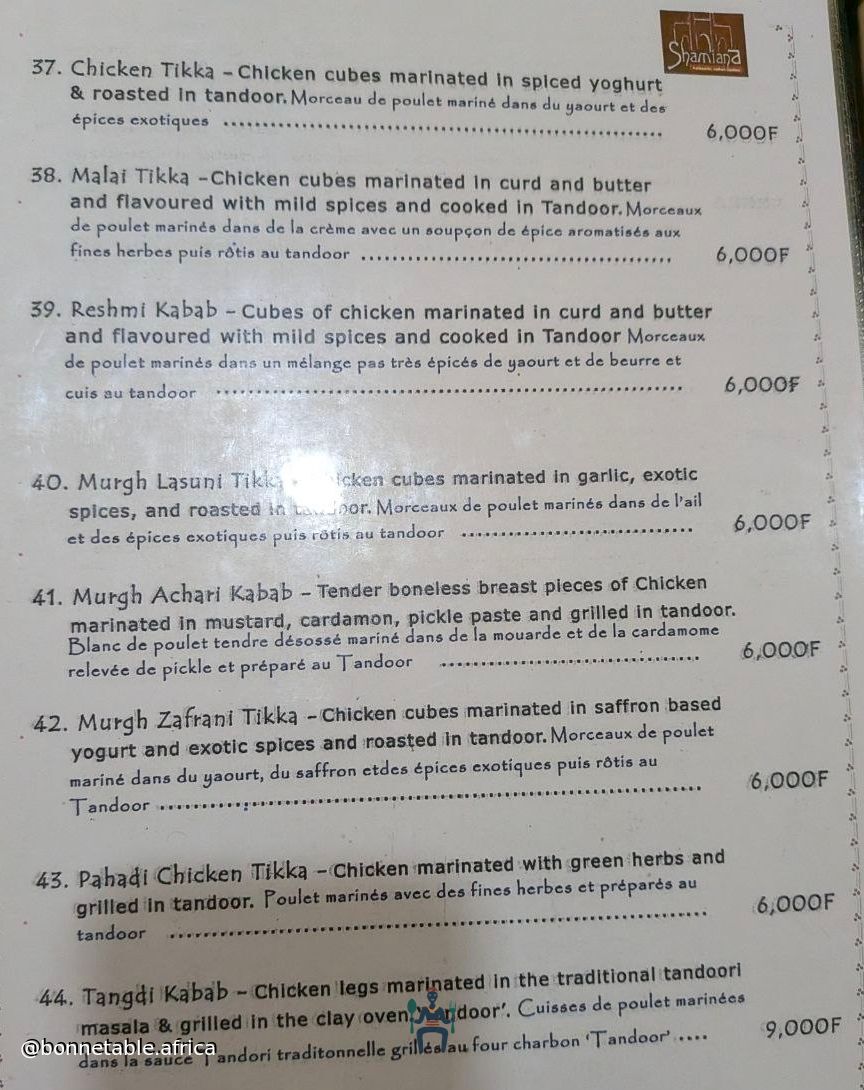 Shamiana
37. Chicken Tikka – Chicken cubes marinated in spiced yoghurt
& roasted in tandoor. Morceau de poulet mariné dans du yaourt et des
épices exotiques ........ 6,000F
38. Malai Tikka –Chicken cubes marinated in curd and butter
and flavoured with mild spices and cooked in Tandoor. Morceaux
de poulet marinés dans de la crème avec un soupçon de épice aromatisés aux
fines herbes puis rôtis au tandoor ........ 6,000F
39. Reshmi Kabab – Cubes of chicken marinated in curd and butter
and flavoured with mild spices and cooked in Tandoor Morceaux
de poulet marinés dans un mélange pas très épicés de yaourt et de beurre et
cuis au tandoor ........ 6,000F
40. Murgh Lasuni cubes marinated in garlic, exotic
spices, and roasted Morceaux de poulet marinés dans de l'ail
et des épices exotiques puis rôtis au tandoor ........ 6,000F
41. Murgh Achari Kabab – Tender boneless breast pieces of Chicken
marinated in mustard, cardamon, pickle paste and grilled in tandoor.
Blanc de poulet tendre désossé mariné dans de la mouarde et de la cardamome
relevée de pickle et préparé au Tandoor ........ 6,000F
42. Murgh Zafrani Tikka – Chicken cubes marinated in saffron based
yogurt and exotic spices and roasted in tandoor. Morceaux de poulet
mariné dans du yaourt, du saffron etdes épices exotiques puis rôtis au
Tandoor ........ 6,000F
43. Pahadi Chicken Tikka – Chicken marinated with green herbs and
grilled in tandoor. Poulet marinés avec des fines herbes et préparés au
tandoor ........ 6,000F
44. Tangdi Kabab – Chicken legs marinated in the traditional tandoori
masala & grilled in the clay oven Cuisses de poulet marinées
dans la sauce Tandori traditonnelle grillés au four charbon 'Tandoor' .... 9,000F
@bonnetable.africa